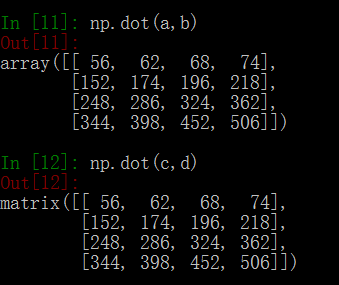 In [11]: np.dot(a,b)
Out[11]:
array([[ 56,  62,  68,  74],
       [152, 174, 196, 218],
       [248, 286, 324, 362],
       [344, 398, 452, 506]])
In [12]: np.dot(c,d)
Out[12]:
matrix([[ 56,  62,  68,  74],
        [152, 174, 196, 218],
        [248, 286, 324, 362],
        [344, 398, 452, 506]])